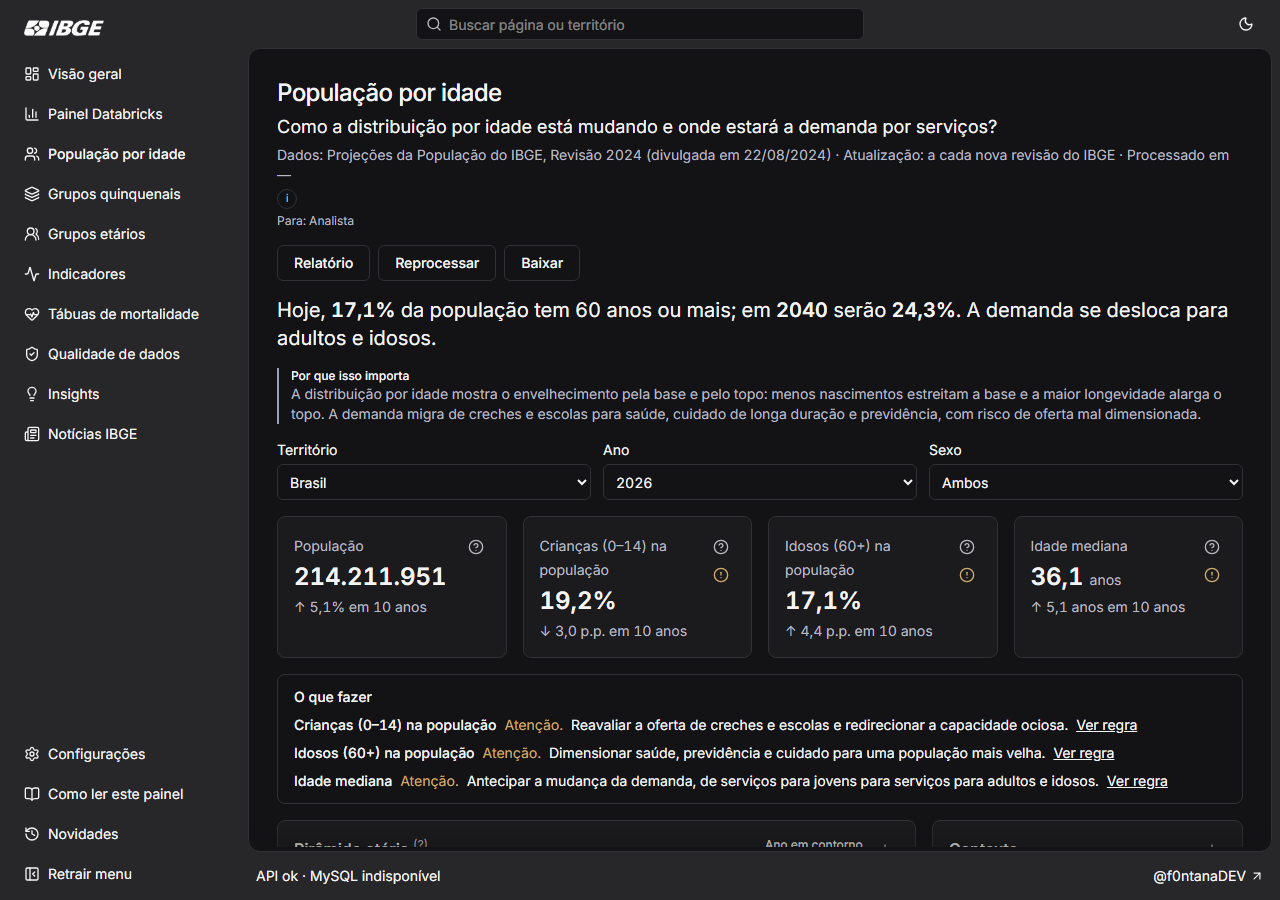 IBGE
Buscar página ou território
Visão geral
Painel Databricks
População por idade
Grupos quinquenais
Grupos etários
Indicadores
Tábuas de mortalidade
Qualidade de dados
Insights
Notícias IBGE
Configurações
Como ler este painel
Novidades
Retrair menu
População por idade
Como a distribuição por idade está mudando e onde estará a demanda por serviços?
Dados: Projeções da População do IBGE, Revisão 2024 (divulgada em 22/08/2024) · Atualização: a cada nova revisão do IBGE · Processado em
—
i
Para: Analista
Relatório Reprocessar Baixar
Hoje, 17,1% da população tem 60 anos ou mais; em 2040 serão 24,3%. A demanda se desloca para
adultos e idosos.
Por que isso importa
A distribuição por idade mostra o envelhecimento pela base e pelo topo: menos nascimentos estreitam a base e a maior longevidade alarga o
topo. A demanda migra de creches e escolas para saúde, cuidado de longa duração e previdência, com risco de oferta mal dimensionada.
Território
Brasil
Ano
2026
Sexo
Ambos
População
214.211.951
↑ 5,1% em 10 anos
Crianças (0–14) na
população
19,2%
↓ 3,0 p.p. em 10 anos
Idosos (60+) na
população
17,1%
↑ 4,4 p.p. em 10 anos
Idade mediana
36,1 anos
↑ 5,1 anos em 10 anos
O que fazer
Crianças (0–14) na população Atenção. Reavaliar a oferta de creches e escolas e redirecionar a capacidade ociosa. Ver regra
Idosos (60+) na população Atenção. Dimensionar saúde, previdência e cuidado para uma população mais velha. Ver regra
Idade mediana Atenção. Antecipar a mudança da demanda, de serviços para jovens para serviços para adultos e idosos. Ver regra
Pirâmide etária (?)
Ano em contorno
Contexto
API ok · MySQL indisponível
@f0ntanaDEV ↗